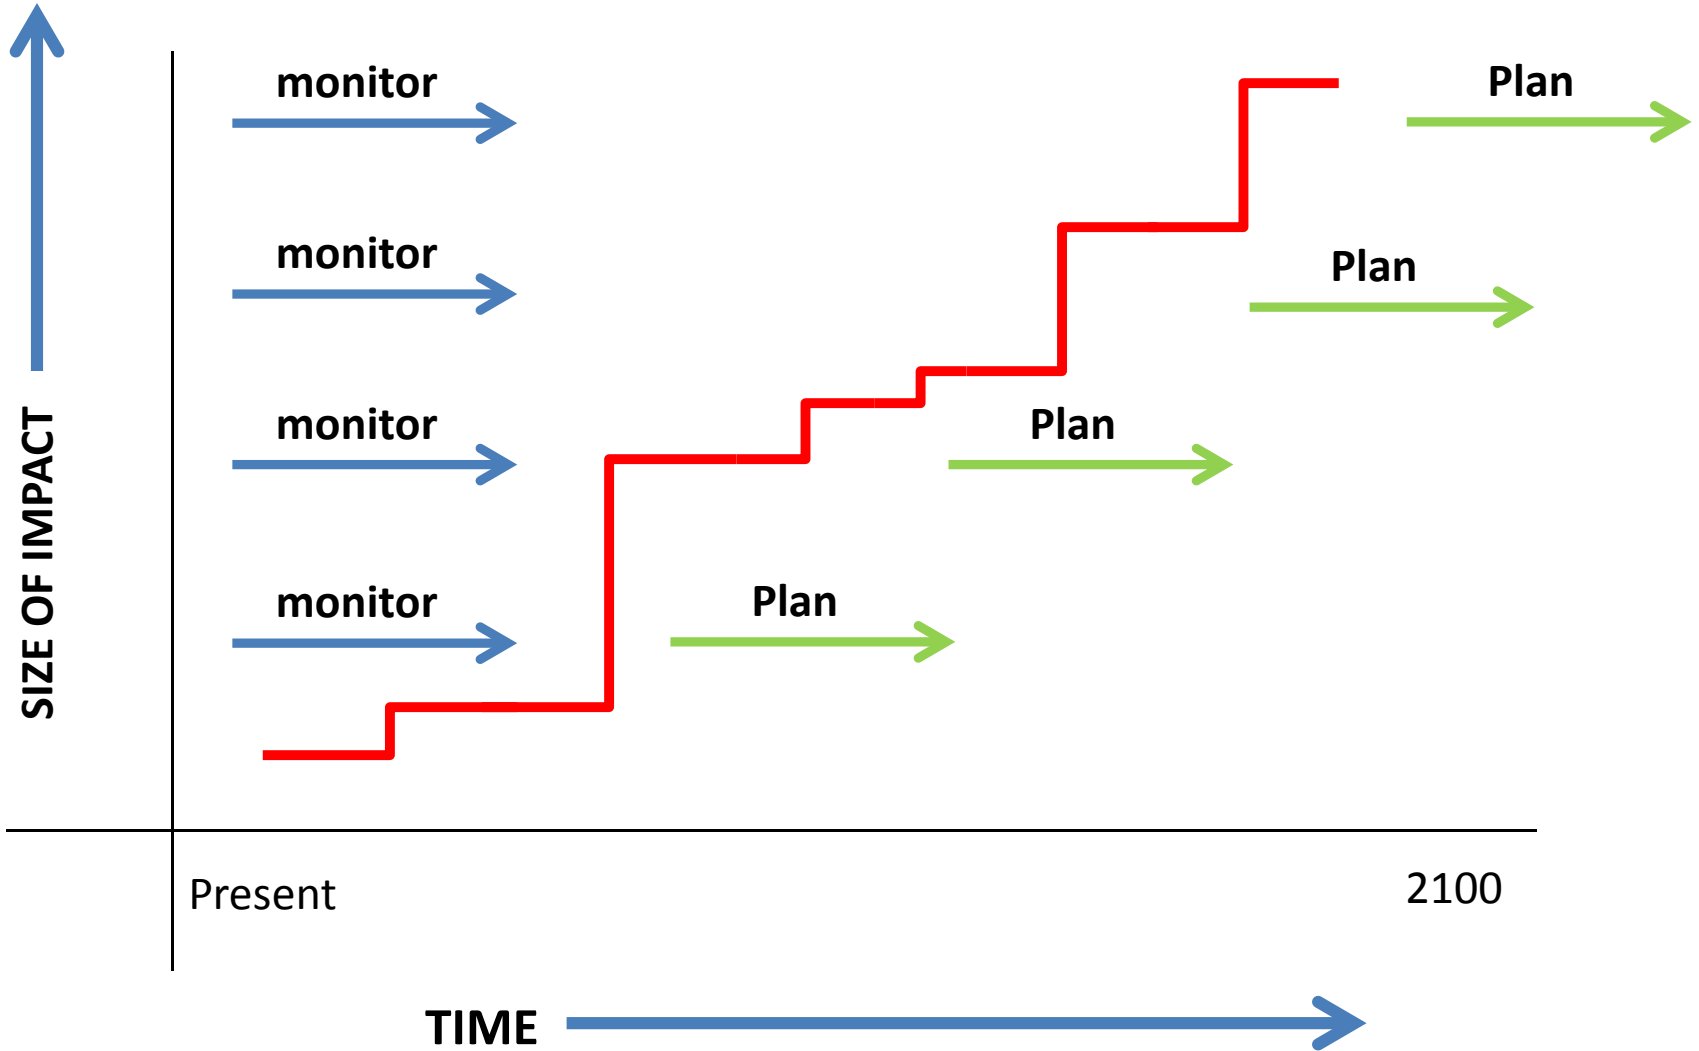 monitor
Plan
monitor
Plan
monitor
Plan
monitor
Plan
SIZE OF IMPACT
Present
2100
TIME